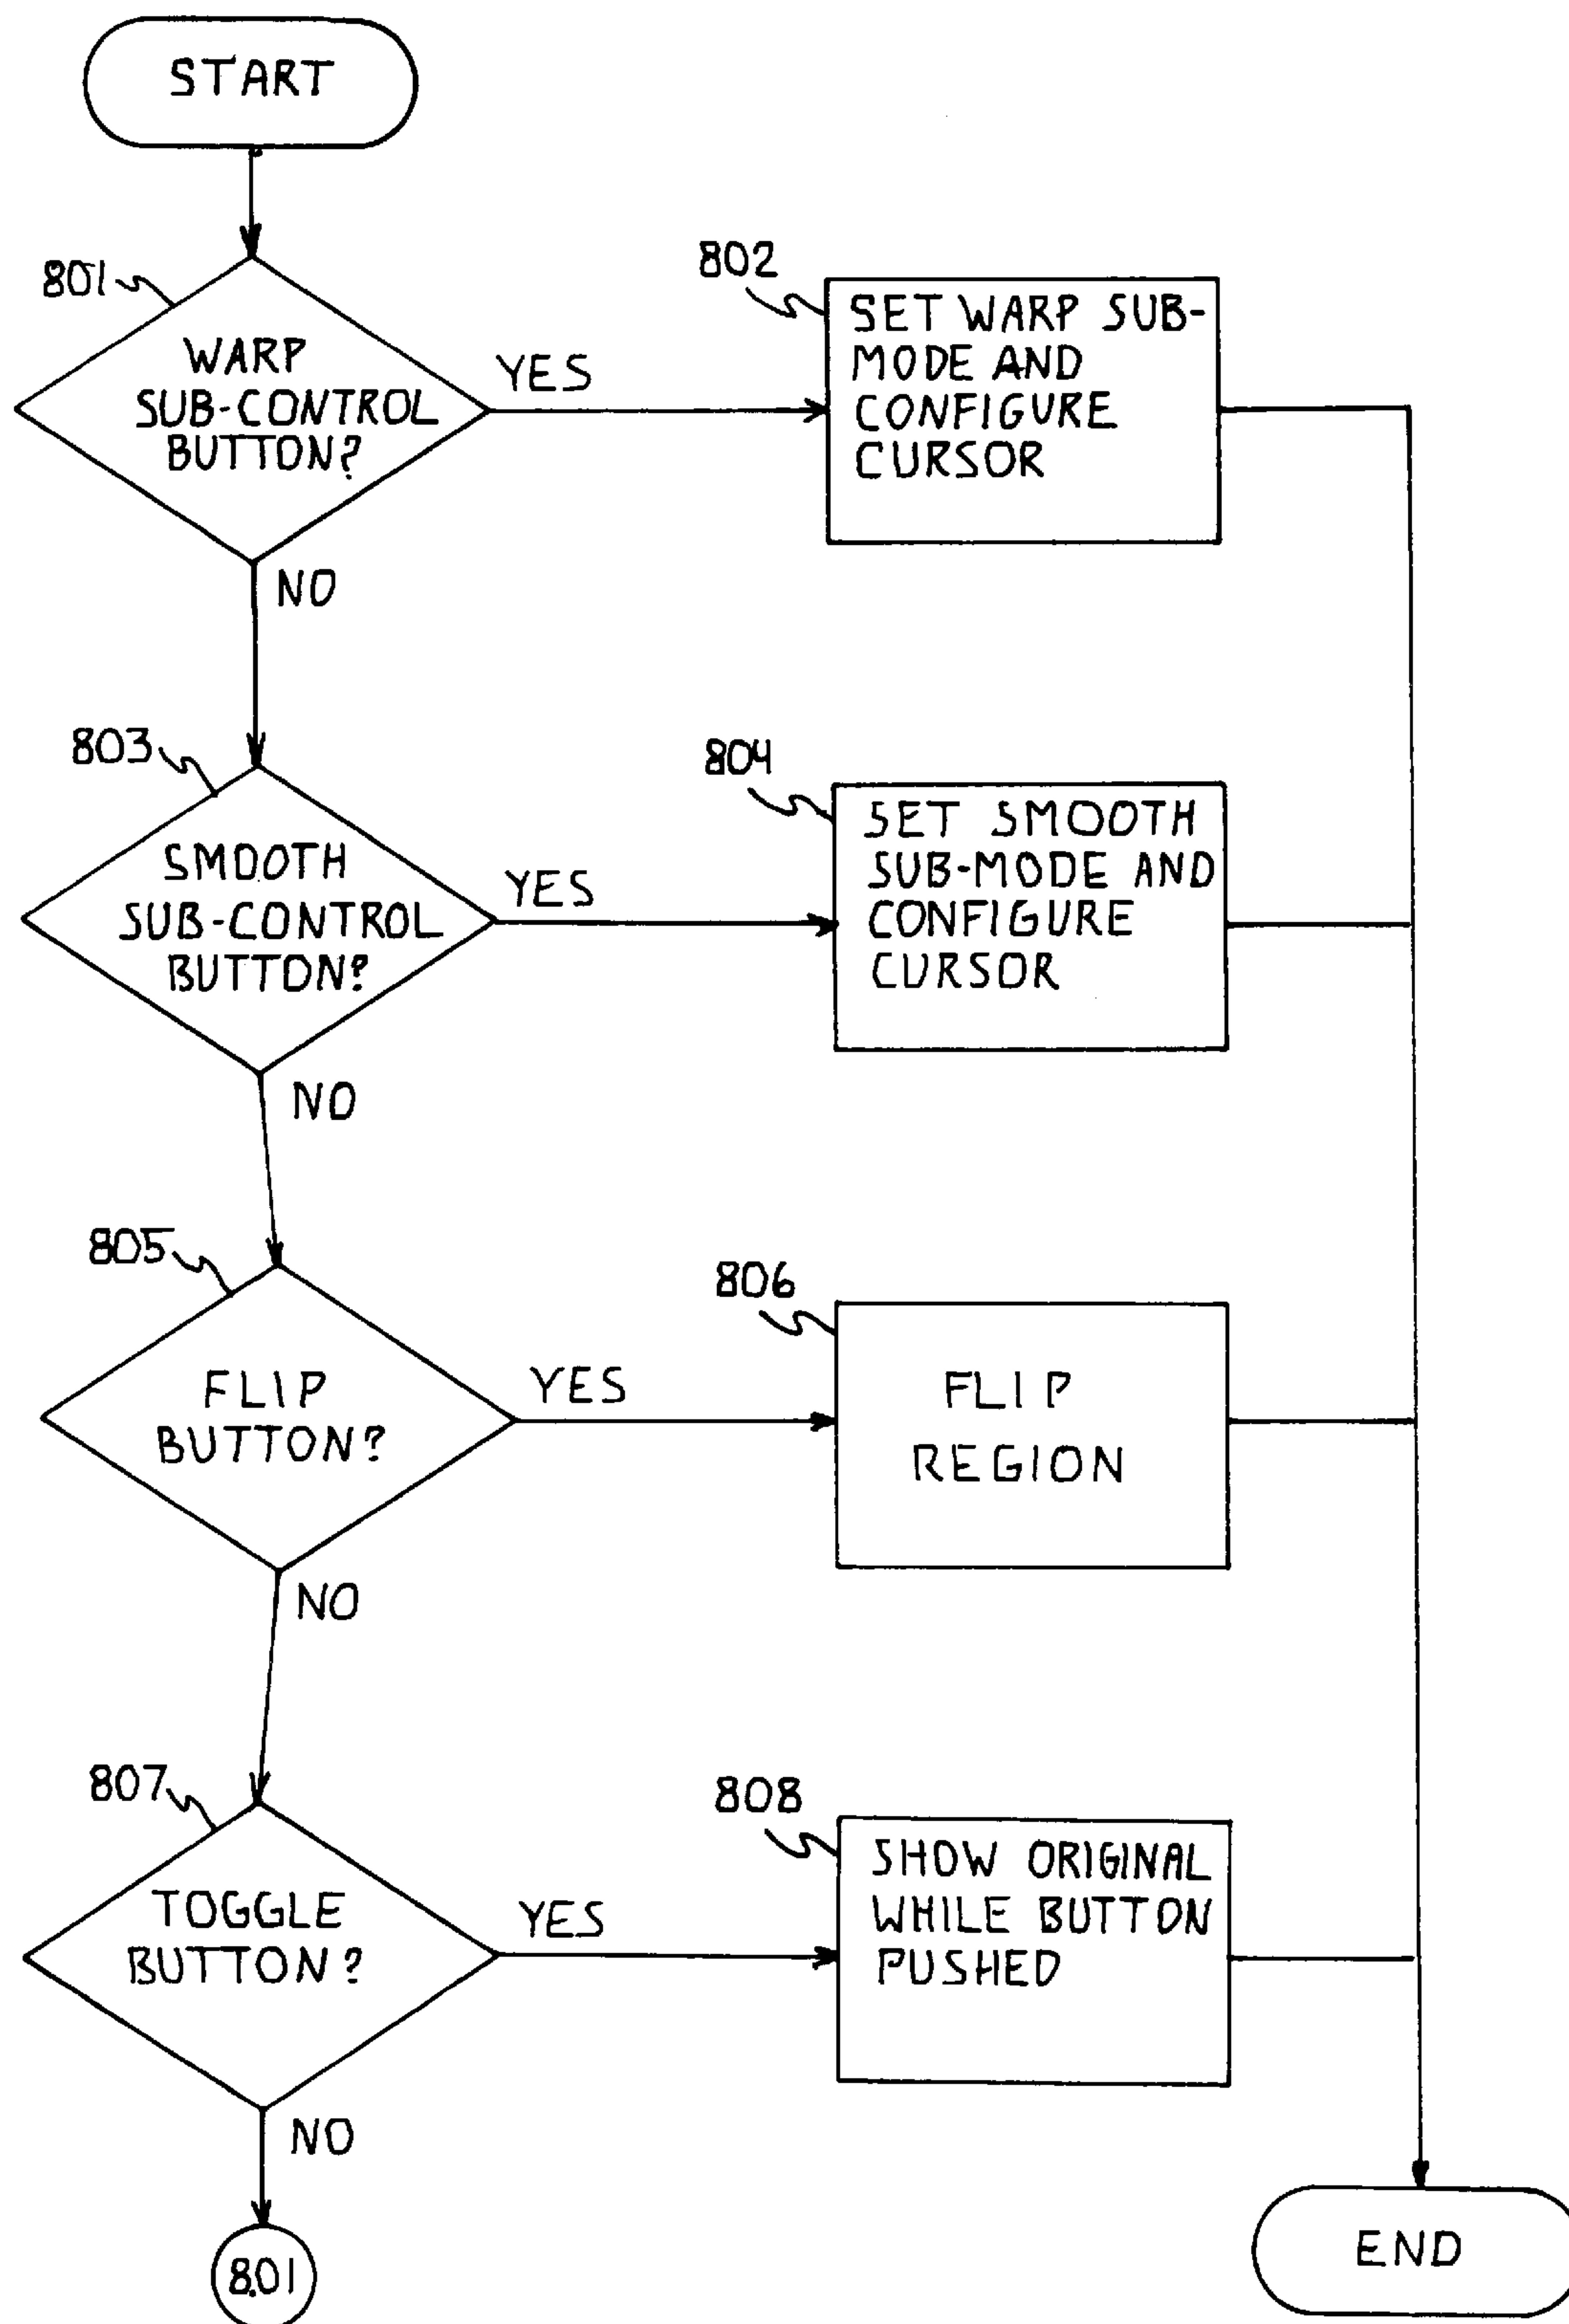 START
801
WARP
SUB-CONTROL
BUTTON?
YES
802
SET WARP SUB-
MODE AND
CONFIGURE
CURSOR
NO
803
SMOOTH
SUB-CONTROL
BUTTON?
YES
804
SET SMOOTH
SUB-MODE AND
CONFIGURE
CURSOR
NO
805
FLIP
BUTTON?
YES
806
FLIP
REGION
NO
807
TOGGLE
BUTTON?
YES
808
SHOW ORIGINAL
WHILE BUTTON
PUSHED
NO
801
END